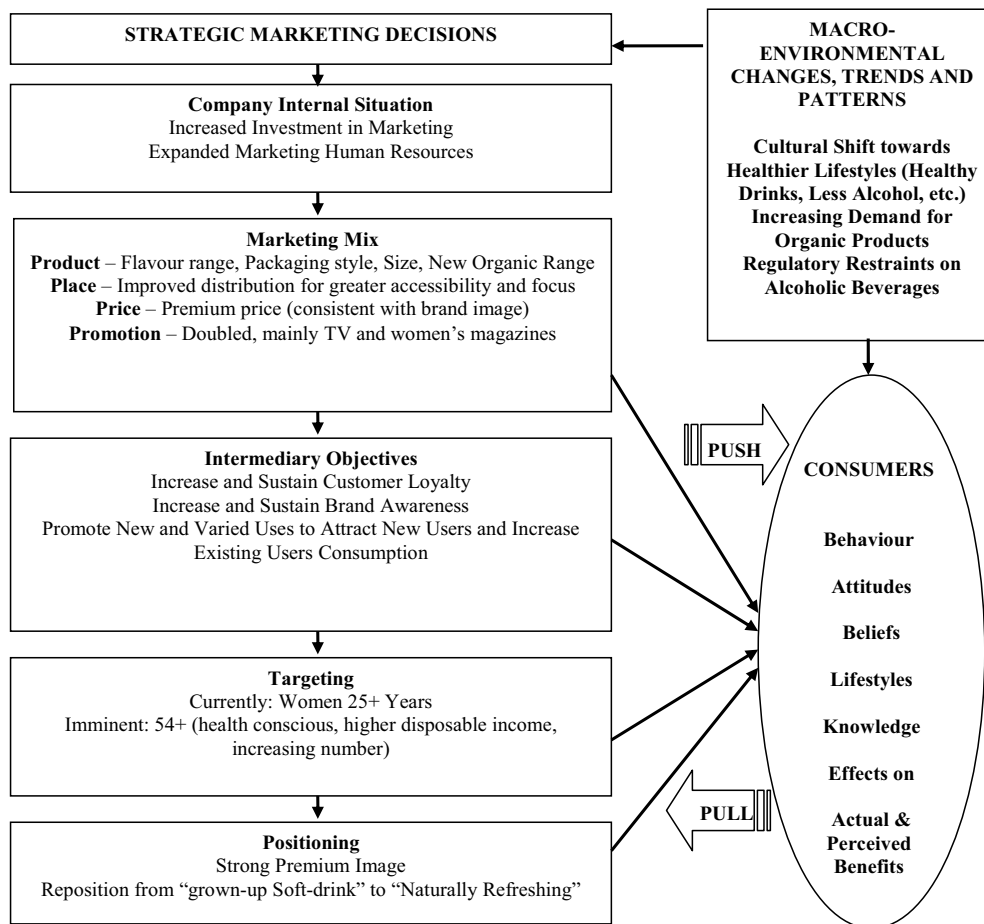 STRATEGIC MARKETING DECISIONS
Company Internal Situation
Increased Investment in Marketing
Expanded Marketing Human Resources
Marketing Mix
Product – Flavour range, Packaging style, Size, New Organic Range
Place – Improved distribution for greater accessibility and focus
Price – Premium price (consistent with brand image)
Promotion – Doubled, mainly TV and women’s magazines
Intermediary Objectives
Increase and Sustain Customer Loyalty
Increase and Sustain Brand Awareness
Promote New and Varied Uses to Attract New Users and Increase
Existing Users Consumption
Targeting
Currently: Women 25+ Years
Imminent: 54+ (health conscious, higher disposable income,
increasing number)
Positioning
Strong Premium Image
Reposition from “grown-up Soft-drink” to “Naturally Refreshing”
MACRO-
ENVIRONMENTAL
CHANGES, TRENDS AND
PATTERNS
Cultural Shift towards
Healthier Lifestyles (Healthy
Drinks, Less Alcohol, etc.)
Increasing Demand for
Organic Products
Regulatory Restraints on
Alcoholic Beverages
PUSH
PULL
CONSUMERS
Behaviour
Attitudes
Beliefs
Lifestyles
Knowledge
Effects on
Actual &
Perceived
Benefits